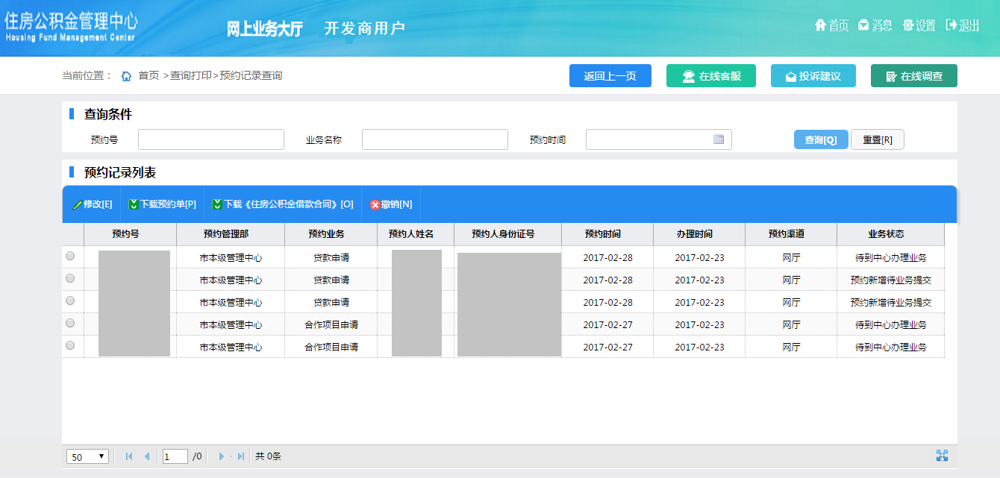 住房公积金管理中心
Housing Fund Management Center
网上业务大厅 开发商用户
首页 消息 设置 退出
当前位置： 首页 >查询打印>预约记录查询
返回上一页 在线客服 投诉建议 在线调查
查询条件
预约号 业务名称 预约时间 查询[Q] 重置[R]
预约记录列表
修改[E] 下载预约单[P] 下载《住房公积金借款合同》[O] 撤销[N]
预约号 预约管理部 预约业务 预约人姓名 预约人身份证号 预约时间 办理时间 预约渠道 业务状态
市本级管理中心 贷款申请 2017-02-28 2017-02-23 网厅 待到中心办理业务
市本级管理中心 贷款申请 2017-02-28 2017-02-23 网厅 预约新增待业务提交
市本级管理中心 贷款申请 2017-02-28 2017-02-23 网厅 预约新增待业务提交
市本级管理中心 合作项目申请 2017-02-27 2017-02-23 网厅 待到中心办理业务
市本级管理中心 合作项目申请 2017-02-27 2017-02-23 网厅 待到中心办理业务
50 1 /0 共 0条